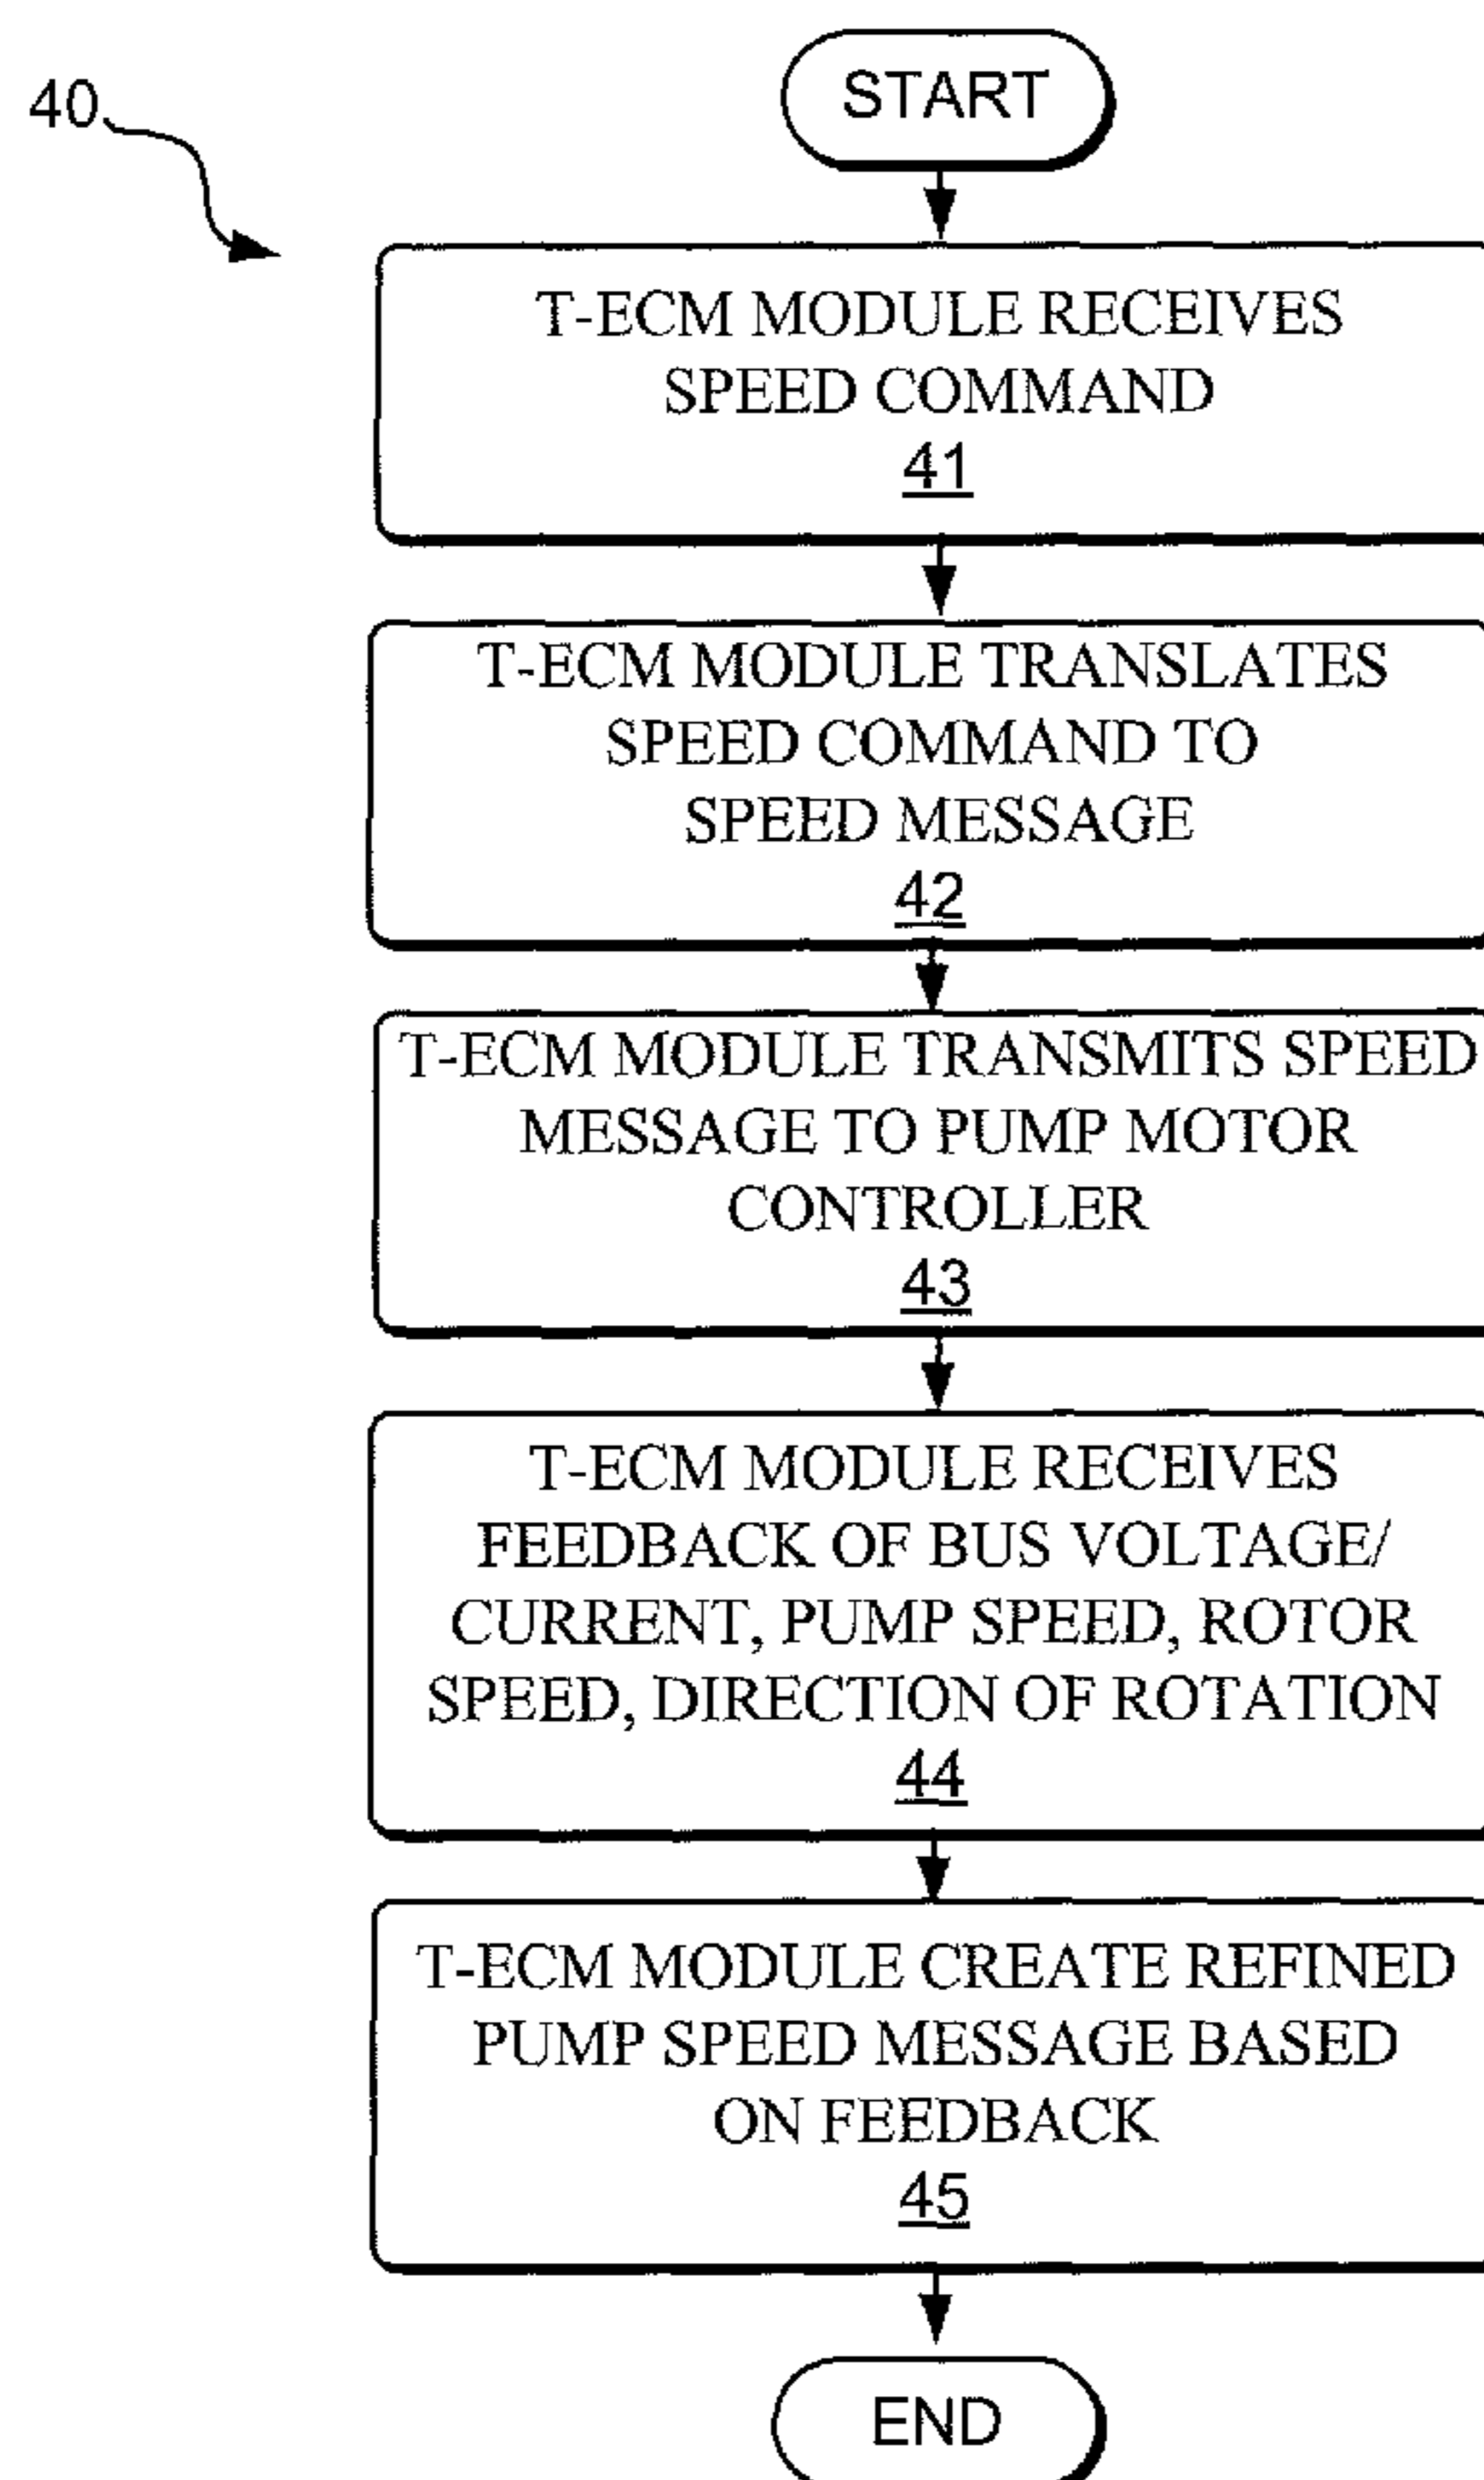 40
START
T-ECM MODULE RECEIVES
SPEED COMMAND
41
T-ECM MODULE TRANSLATES
SPEED COMMAND TO
SPEED MESSAGE
42
T-ECM MODULE TRANSMITS SPEED
MESSAGE TO PUMP MOTOR
CONTROLLER
43
T-ECM MODULE RECEIVES
FEEDBACK OF BUS VOLTAGE/
CURRENT, PUMP SPEED, ROTOR
SPEED, DIRECTION OF ROTATION
44
T-ECM MODULE CREATE REFINED
PUMP SPEED MESSAGE BASED
ON FEEDBACK
45
END